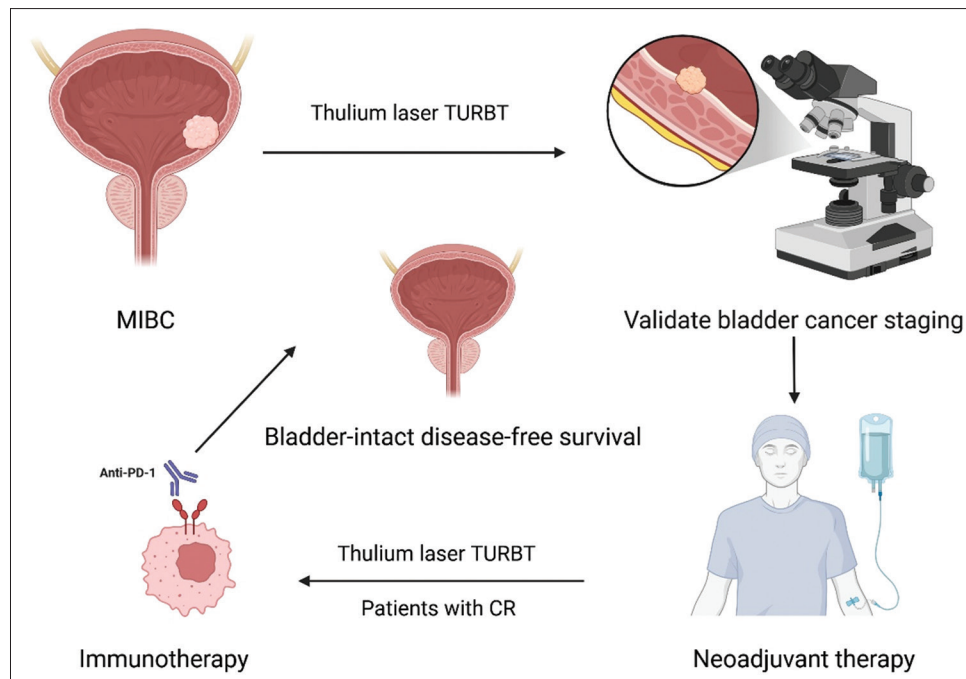 Thulium laser TURBT
MIBC
Validate bladder cancer staging
Bladder-intact disease-free survival
Anti-PD-1
Thulium laser TURBT
Patients with CR
Immunotherapy
Neoadjuvant therapy